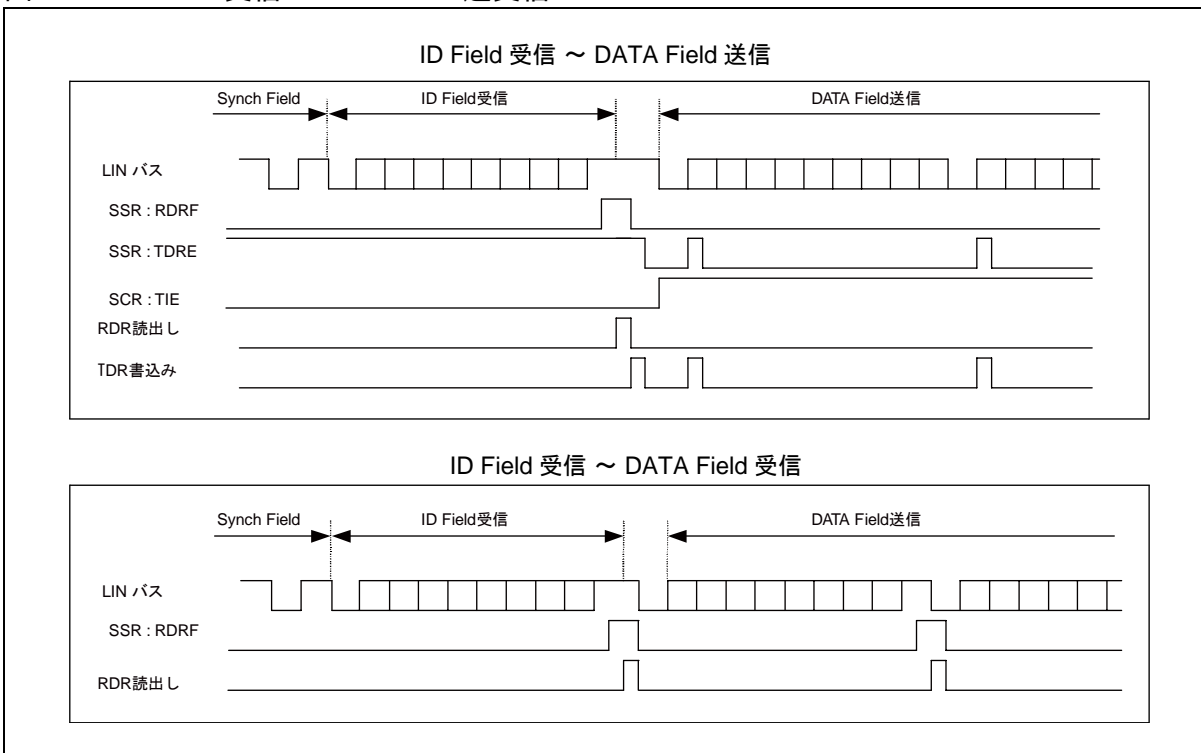 ID Field 受信 ～ DATA Field 送信
Synch Field ID Field受信 DATA Field送信
LIN バス
SSR : RDRF
SSR : TDRE
SCR : TIE
RDR読出し
TDR書込み
ID Field 受信 ～ DATA Field 受信
Synch Field ID Field受信 DATA Field送信
LIN バス
SSR : RDRF
RDR読出し